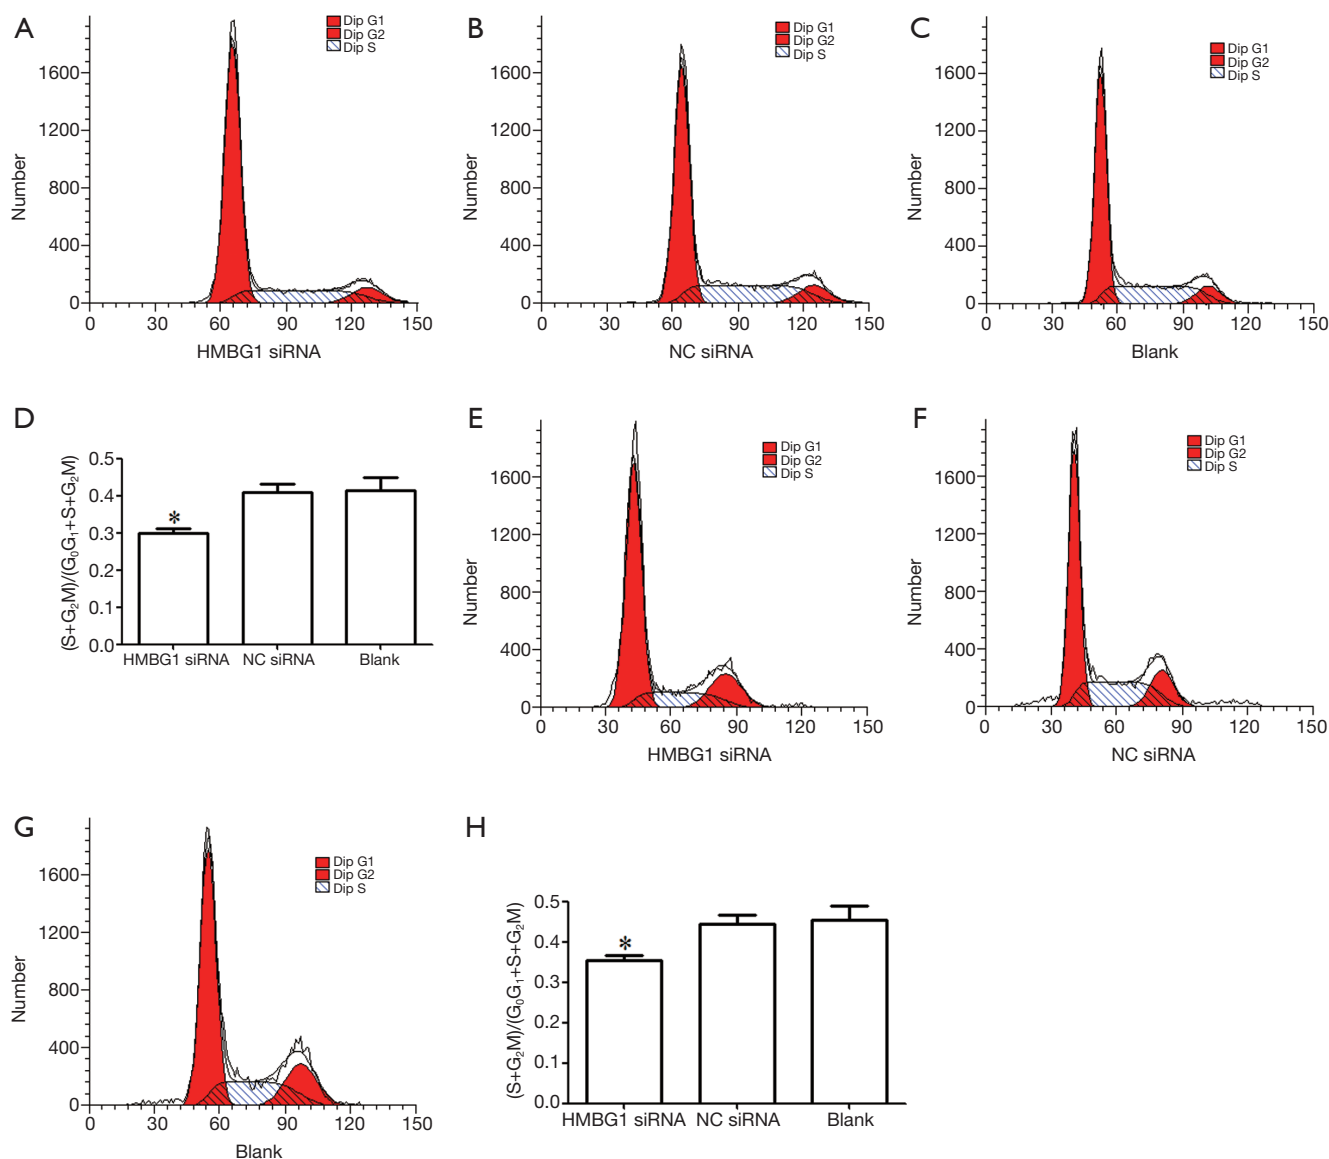 A
Dip G1
Dip G2
Dip S
Number
1600
1200
800
400
0
0 30 60 90 120 150
HMBG1 siRNA
B
Dip G1
Dip G2
Dip S
Number
1600
1200
800
400
0
0 30 60 90 120 150
NC siRNA
C
Dip G1
Dip G2
Dip S
Number
1600
1200
800
400
0
0 30 60 90 120 150
Blank
D
(S+G₂M)/(G₀G₁+S+G₂M)
0.5
0.4
0.3
0.2
0.1
0.0
*
HMBG1 siRNA NC siRNA Blank
E
Dip G1
Dip G2
Dip S
Number
1600
1200
800
400
0
0 30 60 90 120 150
HMBG1 siRNA
F
Dip G1
Dip G2
Dip S
Number
1600
1200
800
400
0
0 30 60 90 120 150
NC siRNA
G
Dip G1
Dip G2
Dip S
Number
1600
1200
800
400
0
0 30 60 90 120 150
Blank
H
(S+G₂M)/(G₀G₁+S+G₂M)
0.5
0.4
0.3
0.2
0.1
0.0
*
HMBG1 siRNA NC siRNA Blank